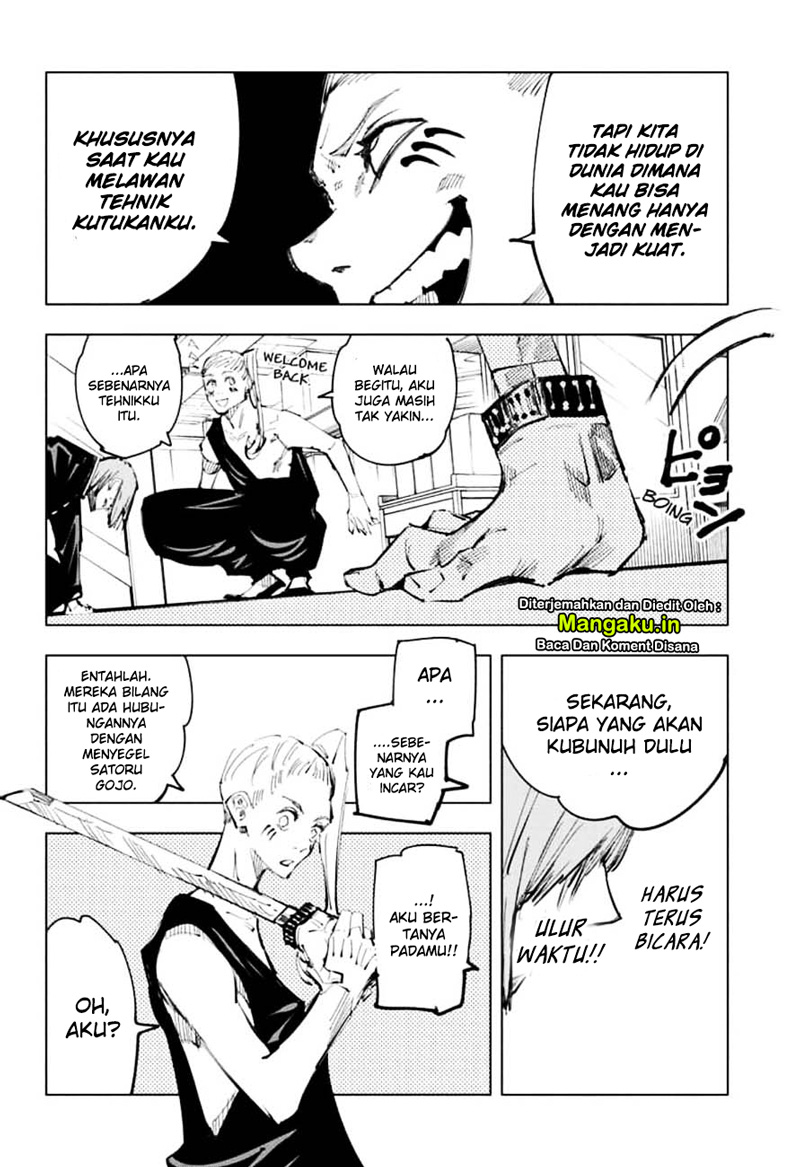 TAPI KITA
TIDAK HIDUP DI
DUNIA DIMANA
KAU BISA
MENANG HANYA
DENGAN MEN-
JADI KUAT.
KHUSUSNYA
SAAT KAU
MELAWAN
TEHNIK
KUTUKANKU.
ピョン
BOING
WALAU
BEGITU, AKU
JUGA MASIH
TAK YAKIN...
WELCOME
BACK
...APA
SEBENARNYA
TEHNIKKU
ITU.
Diterjemahkan dan Diedit Oleh :
Mangaku.in
Baca Dan Koment Disana
SEKARANG,
SIAPA YANG AKAN
KUBUNUH DULU
...
HARUS
TERUS
BICARA!
ULUR
WAKTU!!
APA
...
....SEBE-
NARNYA
YANG KAU
INCAR?
ENTAHLAH.
MEREKA BILANG
ITU ADA HUBU-
NGANNYA
DENGAN
MENYEGEL
SATORU
GOJO.
...!
AKU BER-
TANYA
PADAMU!!
OH,
AKU?